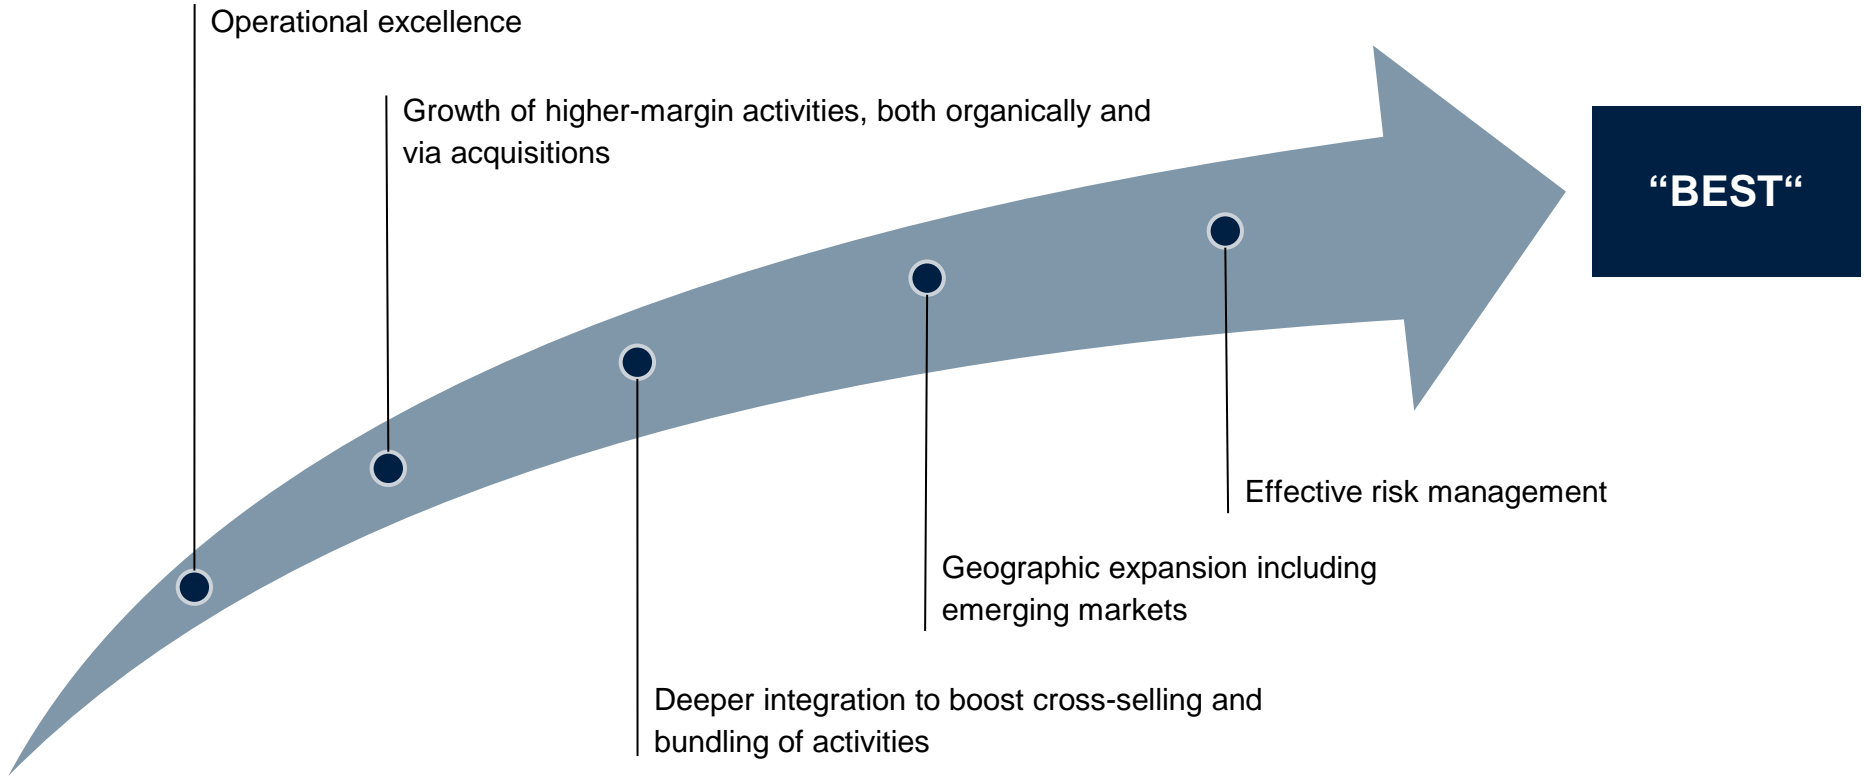 Operational excellence
Growth of higher-margin activities, both organically and
via acquisitions
“BEST“
Effective risk management
Geographic expansion including
emerging markets
Deeper integration to boost cross-selling and
bundling of activities